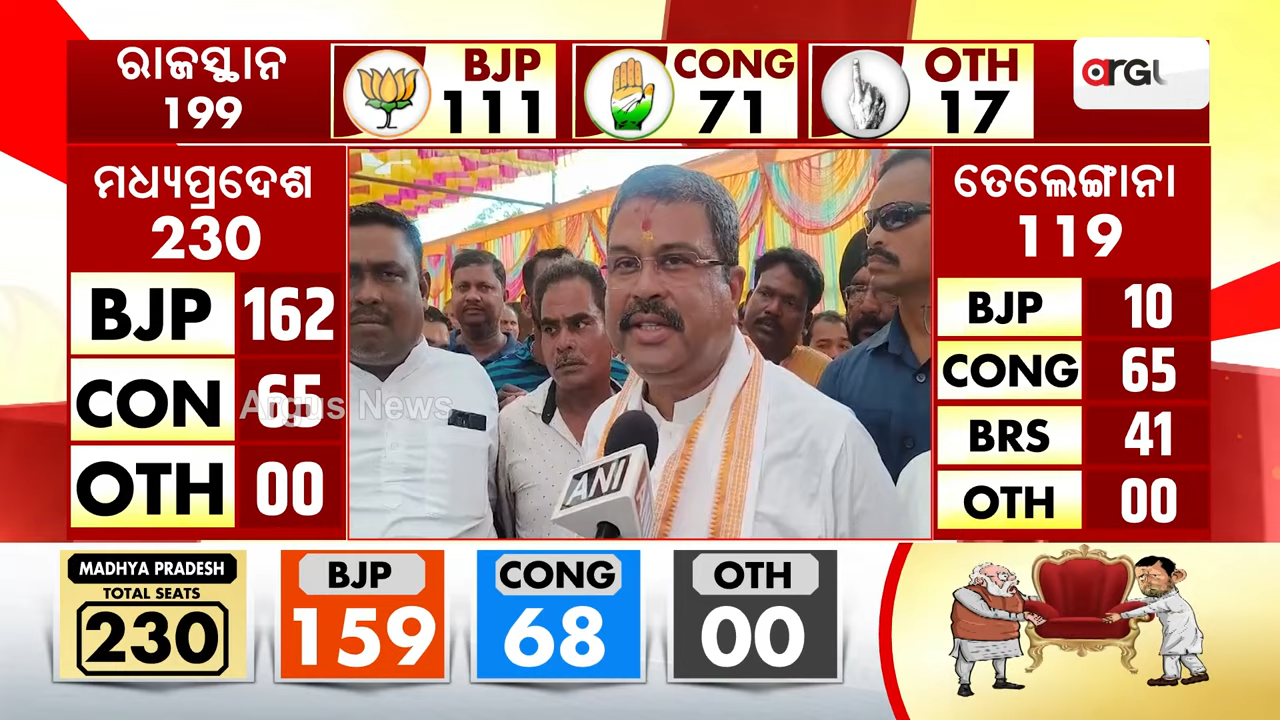 ରାଜସ୍ଥାନ
199
BJP
111
CONG
71
OTH
17
ମଧ୍ୟପ୍ରଦେଶ
230
BJP 162
CON 65
OTH 00
Argus News
ANI
ତେଲେଙ୍ଗାନା
119
BJP 10
CONG 65
BRS 41
OTH 00
MADHYA PRADESH
TOTAL SEATS
230
BJP
159
CONG
68
OTH
00